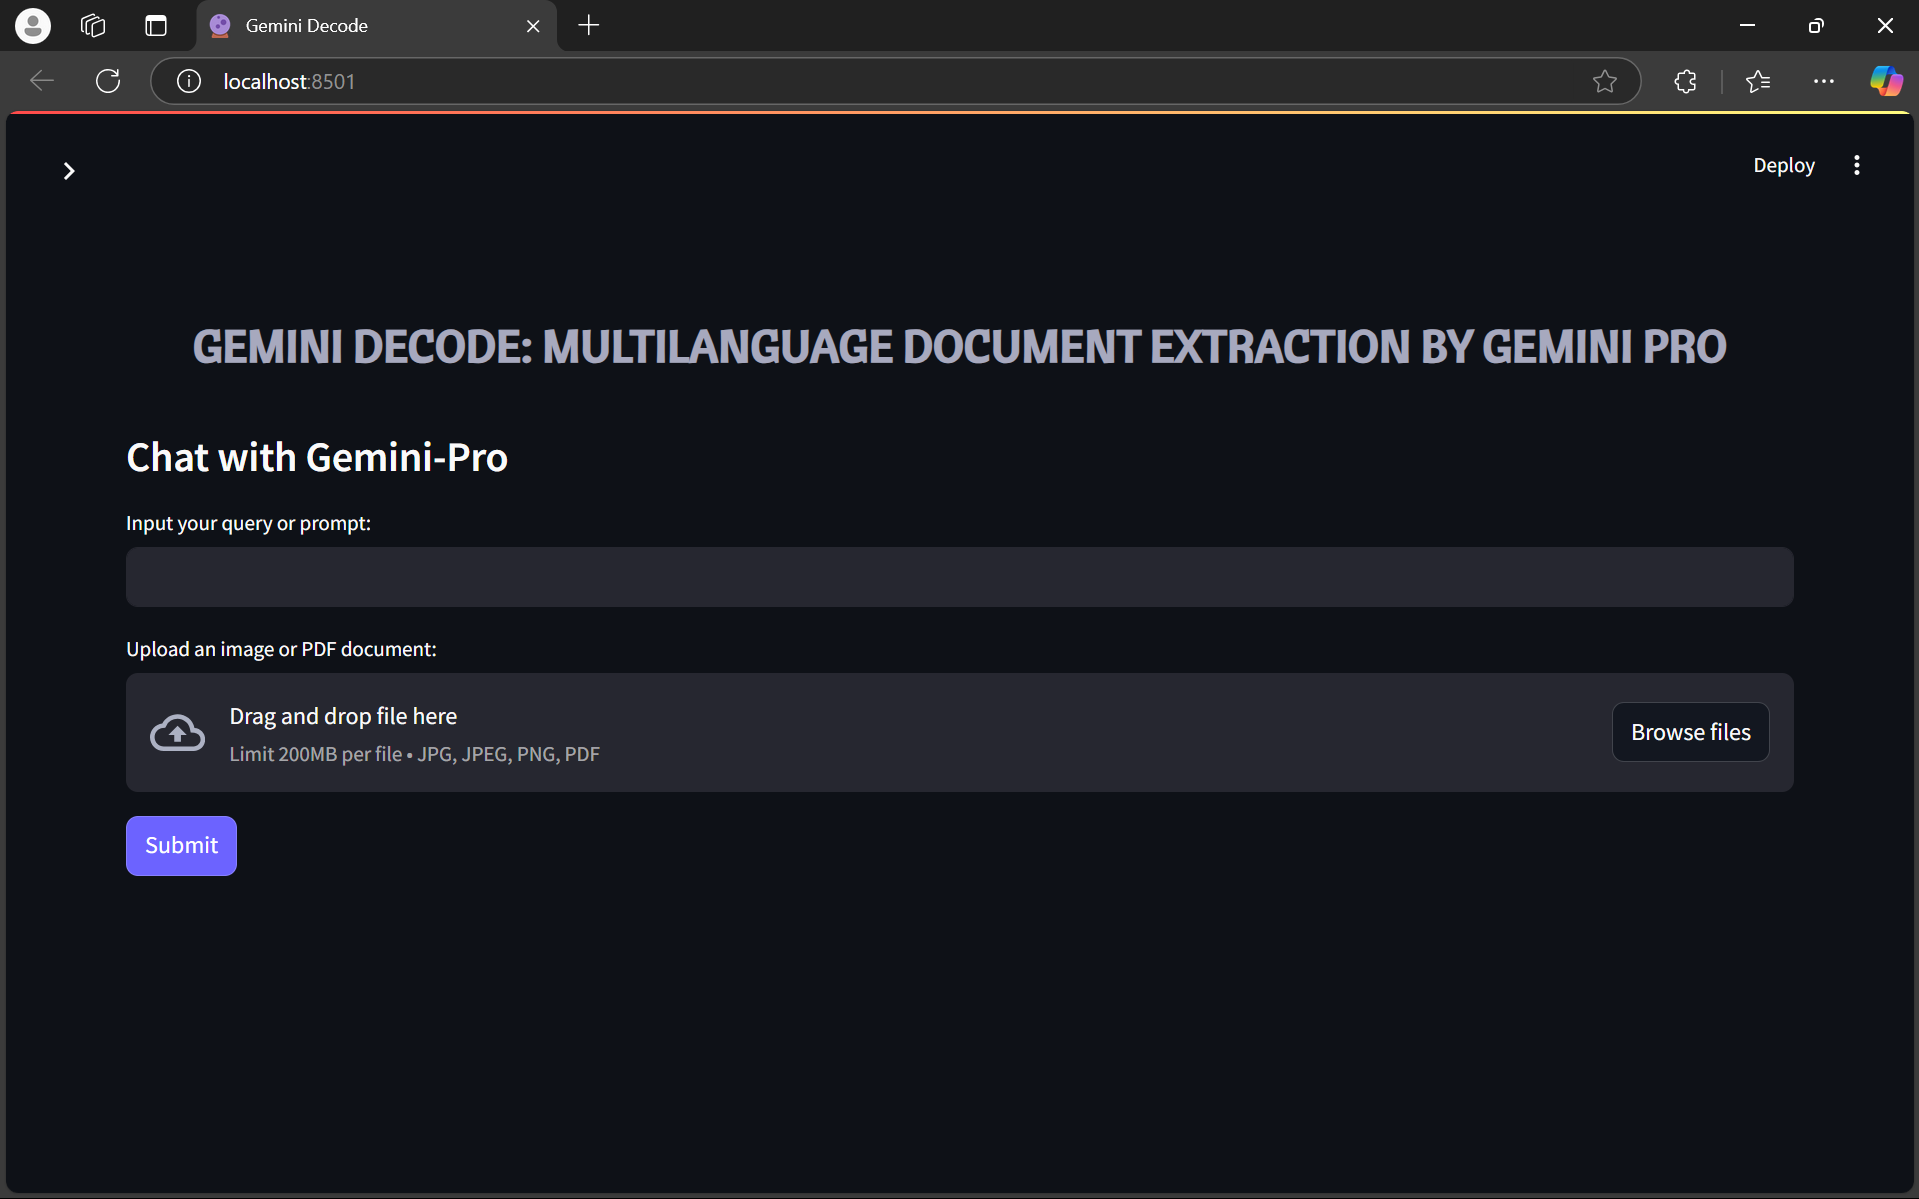 Gemini Decode
localhost:8501
Deploy
GEMINI DECODE: MULTILANGUAGE DOCUMENT EXTRACTION BY GEMINI PRO
Chat with Gemini-Pro
Input your query or prompt:
Upload an image or PDF document:
Drag and drop file here
Limit 200MB per file • JPG, JPEG, PNG, PDF
Browse files
Submit